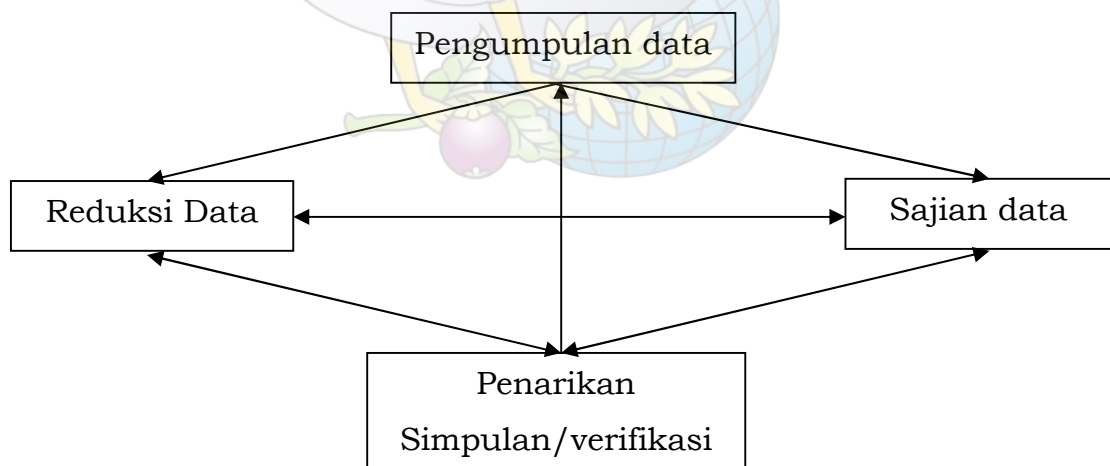 Pengumpulan data
Reduksi Data
Sajian data
Penarikan
Simpulan/verifikasi